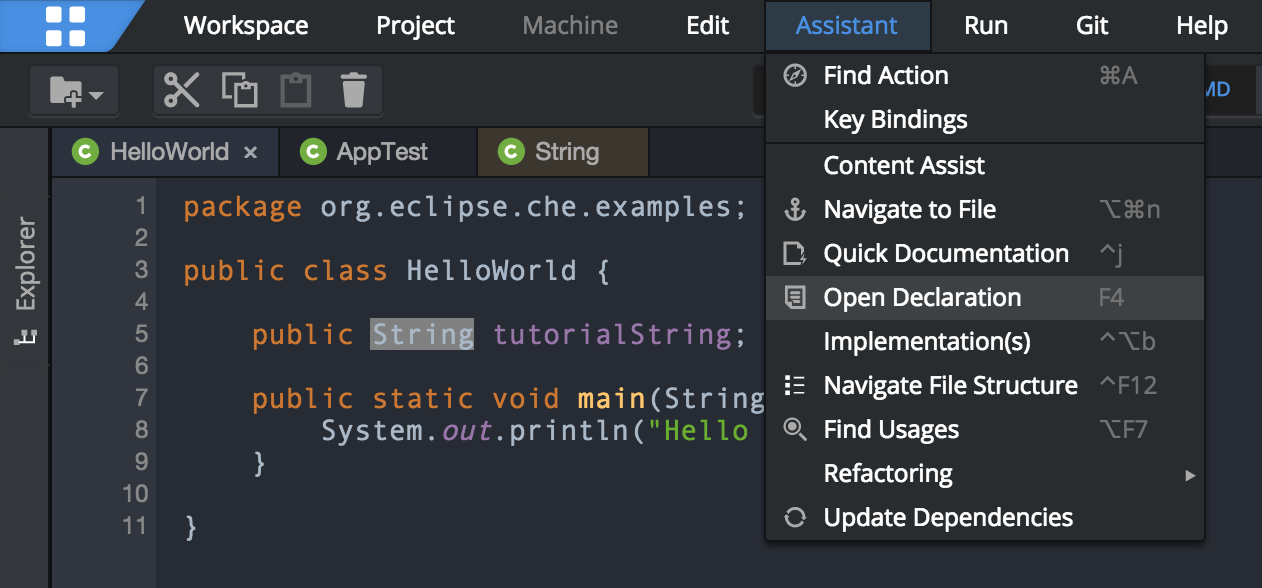 Workspace Project Machine Edit Assistant Run Git Help
MD
C HelloWorld × C AppTest C String
Explorer
1 package org.eclipse.che.examples;
2
3 public class HelloWorld {
4
5     public String tutorialString;
6
7     public static void main(String
8         System.out.println("Hello
9     }
10
11 }
Find Action ⌘A
Key Bindings
Content Assist
Navigate to File ⌥⌘n
Quick Documentation ^j
Open Declaration F4
Implementation(s) ^⌥b
Navigate File Structure ^F12
Find Usages ⌥F7
Refactoring ▸
Update Dependencies